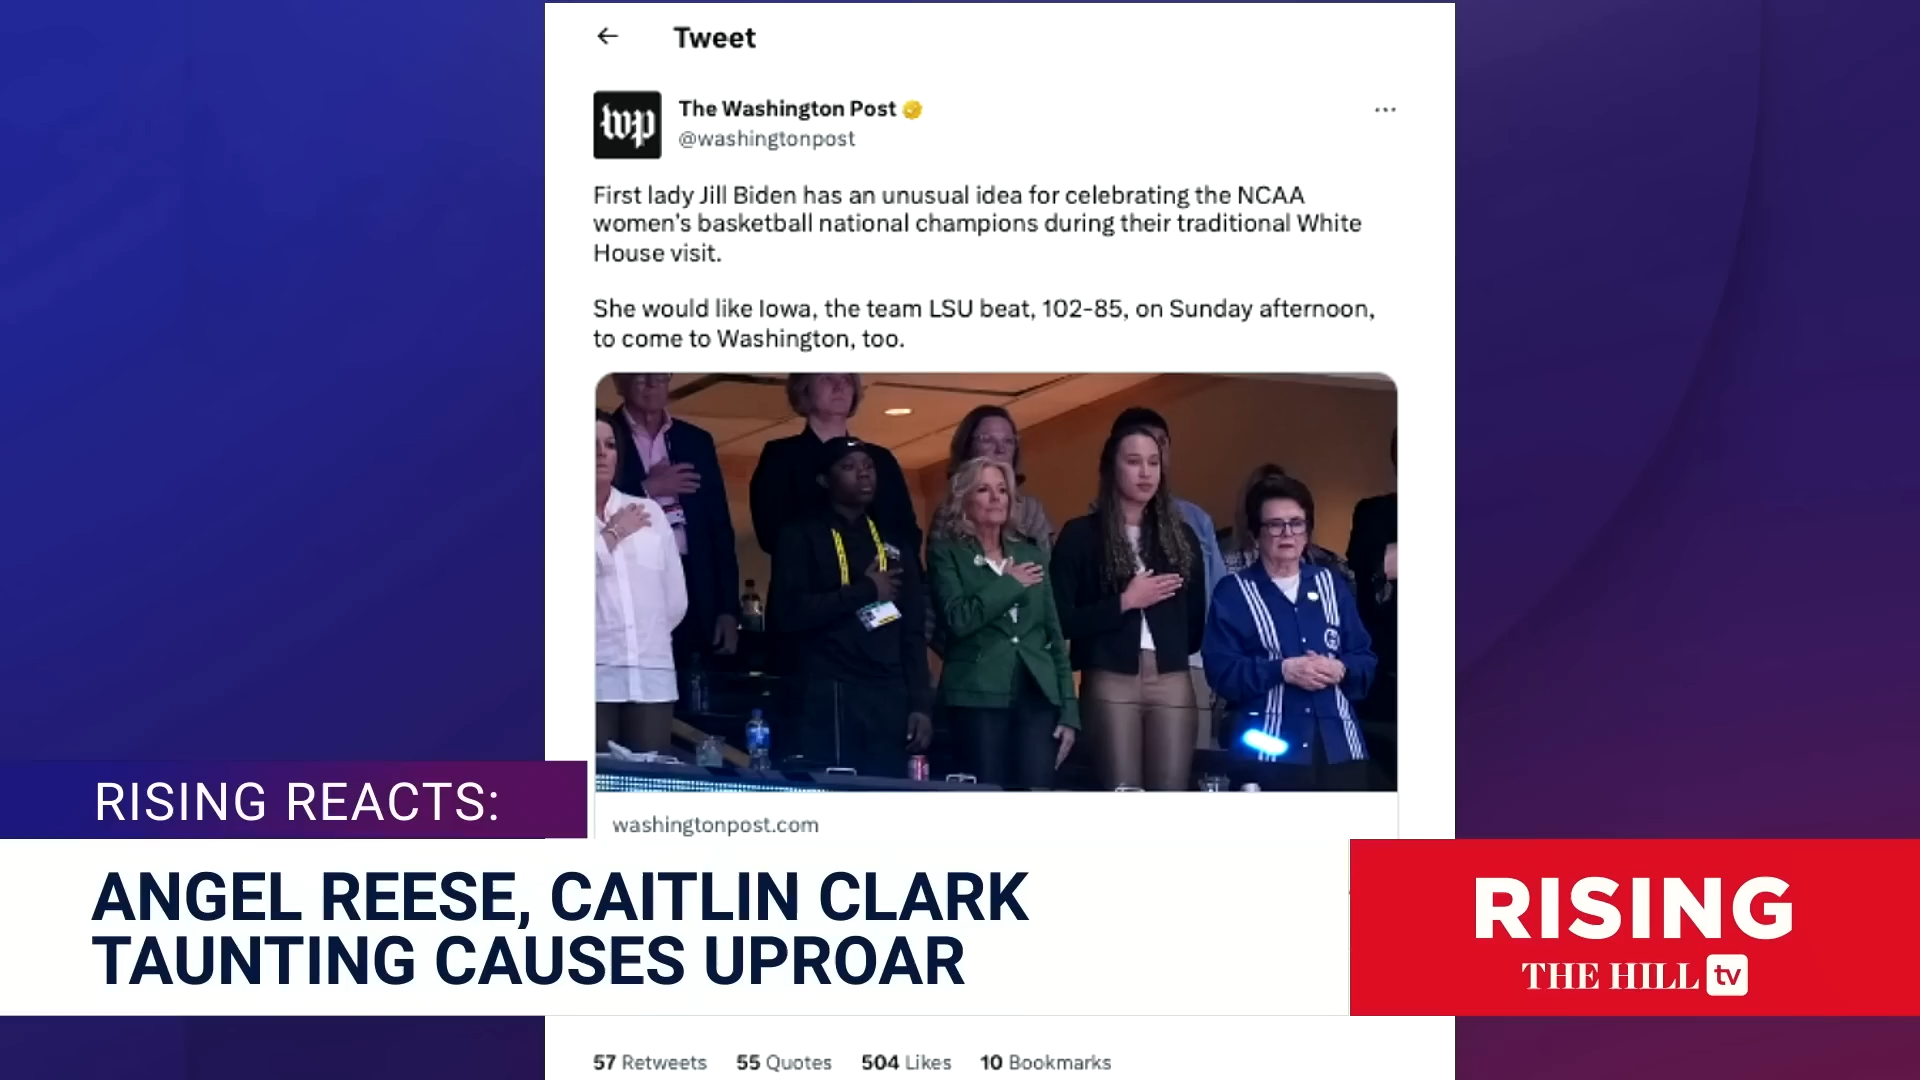 Tweet
wp
The Washington Post
@washingtonpost
First lady Jill Biden has an unusual idea for celebrating the NCAA
women's basketball national champions during their traditional White
House visit.
She would like Iowa, the team LSU beat, 102-85, on Sunday afternoon,
to come to Washington, too.
washingtonpost.com
RISING REACTS:
ANGEL REESE, CAITLIN CLARK
TAUNTING CAUSES UPROAR
RISING
THE HILL tv
57 Retweets 55 Quotes 504 Likes 10 Bookmarks